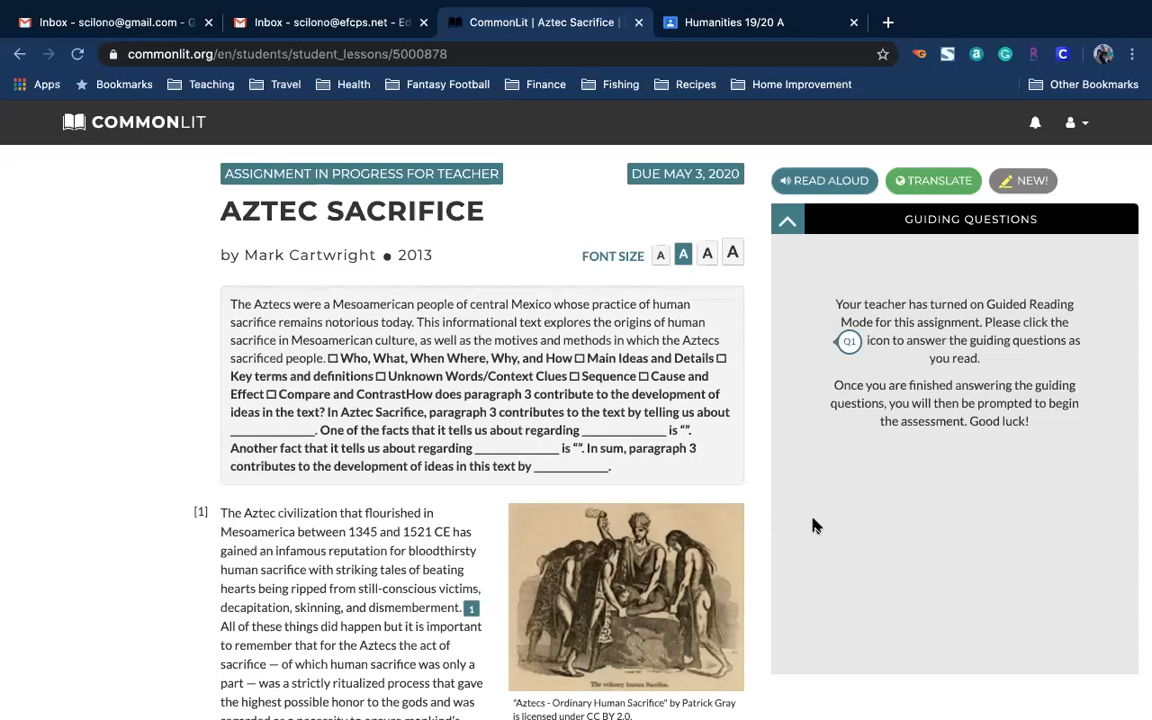 Inbox - scilono@gmail.com - G
Inbox - scilono@efcps.net - Ed
CommonLit | Aztec Sacrifice |
Humanities 19/20 A
commonlit.org/en/students/student_lessons/5000878
Apps
Bookmarks
Teaching
Travel
Health
Fantasy Football
Finance
Fishing
Recipes
Home Improvement
Other Bookmarks
COMMONLIT
ASSIGNMENT IN PROGRESS FOR TEACHER
DUE MAY 3, 2020
READ ALOUD
TRANSLATE
NEW!
AZTEC SACRIFICE
by Mark Cartwright ● 2013
FONT SIZE A A A A
The Aztecs were a Mesoamerican people of central Mexico whose practice of human
sacrifice remains notorious today. This informational text explores the origins of human
sacrifice in Mesoamerican culture, as well as the motives and methods in which the Aztecs
sacrificed people. ☐ Who, What, When Where, Why, and How ☐ Main Ideas and Details ☐
Key terms and definitions ☐ Unknown Words/Context Clues ☐ Sequence ☐ Cause and
Effect ☐ Compare and ContrastHow does paragraph 3 contribute to the development of
ideas in the text? In Aztec Sacrifice, paragraph 3 contributes to the text by telling us about
______________. One of the facts that it tells us about regarding ______________ is “”.
Another fact that it tells us about regarding ______________ is “”. In sum, paragraph 3
contributes to the development of ideas in this text by ____________.
[1]
The Aztec civilization that flourished in
Mesoamerica between 1345 and 1521 CE has
gained an infamous reputation for bloodthirsty
human sacrifice with striking tales of beating
hearts being ripped from still-conscious victims,
decapitation, skinning, and dismemberment. 1
All of these things did happen but it is important
to remember that for the Aztecs the act of
sacrifice — of which human sacrifice was only a
part — was a strictly ritualized process that gave
the highest possible honor to the gods and was
regarded as a necessity to ensure mankind’s
The ordinary human Sacrifice.
"Aztecs - Ordinary Human Sacrifice" by Patrick Gray
is licensed under CC BY 2.0.
GUIDING QUESTIONS
Your teacher has turned on Guided Reading
Mode for this assignment. Please click the
Q1 icon to answer the guiding questions as
you read.
Once you are finished answering the guiding
questions, you will then be prompted to begin
the assessment. Good luck!